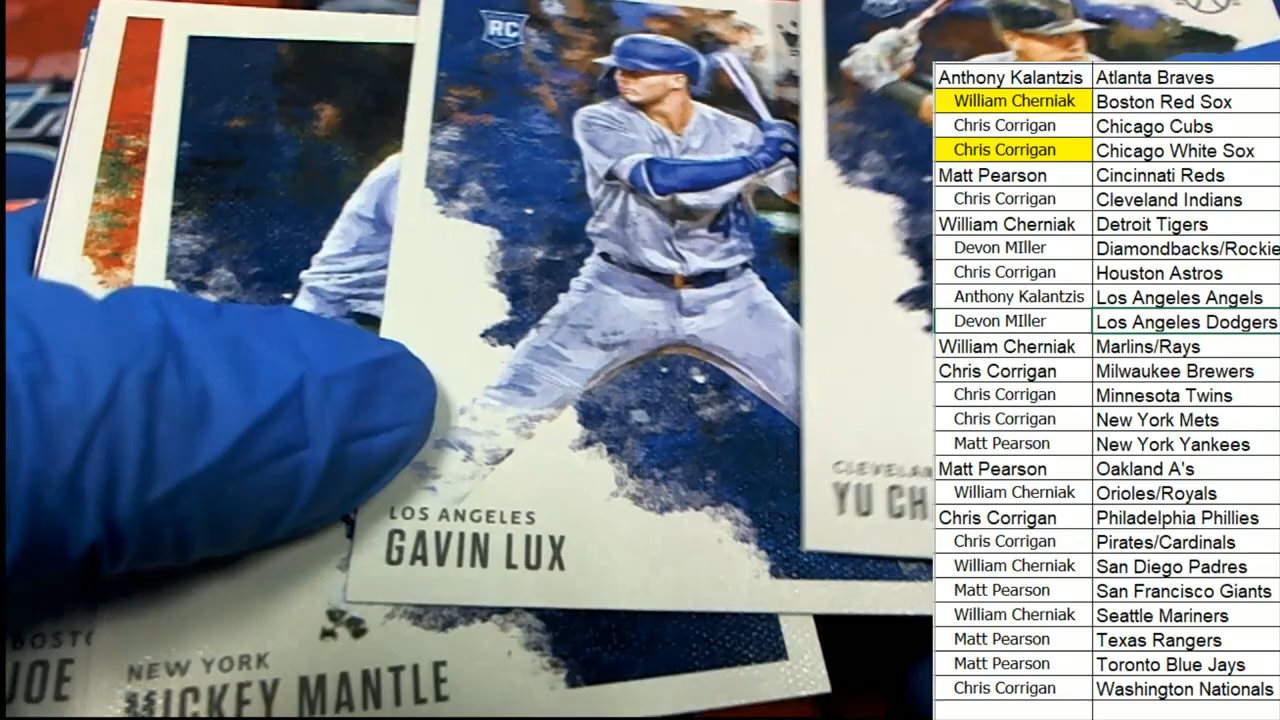 RC
LOS ANGELES
GAVIN LUX
NEW YORK
MICKEY MANTLE
JOE
YU CH
Anthony Kalantzis Atlanta Braves
William Cherniak Boston Red Sox
Chris Corrigan Chicago Cubs
Chris Corrigan Chicago White Sox
Matt Pearson Cincinnati Reds
Chris Corrigan Cleveland Indians
William Cherniak Detroit Tigers
Devon MIller Diamondbacks/Rockie
Chris Corrigan Houston Astros
Anthony Kalantzis Los Angeles Angels
Devon MIller Los Angeles Dodgers
William Cherniak Marlins/Rays
Chris Corrigan Milwaukee Brewers
Chris Corrigan Minnesota Twins
Chris Corrigan New York Mets
Matt Pearson New York Yankees
Matt Pearson Oakland A's
William Cherniak Orioles/Royals
Chris Corrigan Philadelphia Phillies
Chris Corrigan Pirates/Cardinals
William Cherniak San Diego Padres
Matt Pearson San Francisco Giants
William Cherniak Seattle Mariners
Matt Pearson Texas Rangers
Matt Pearson Toronto Blue Jays
Chris Corrigan Washington Nationals